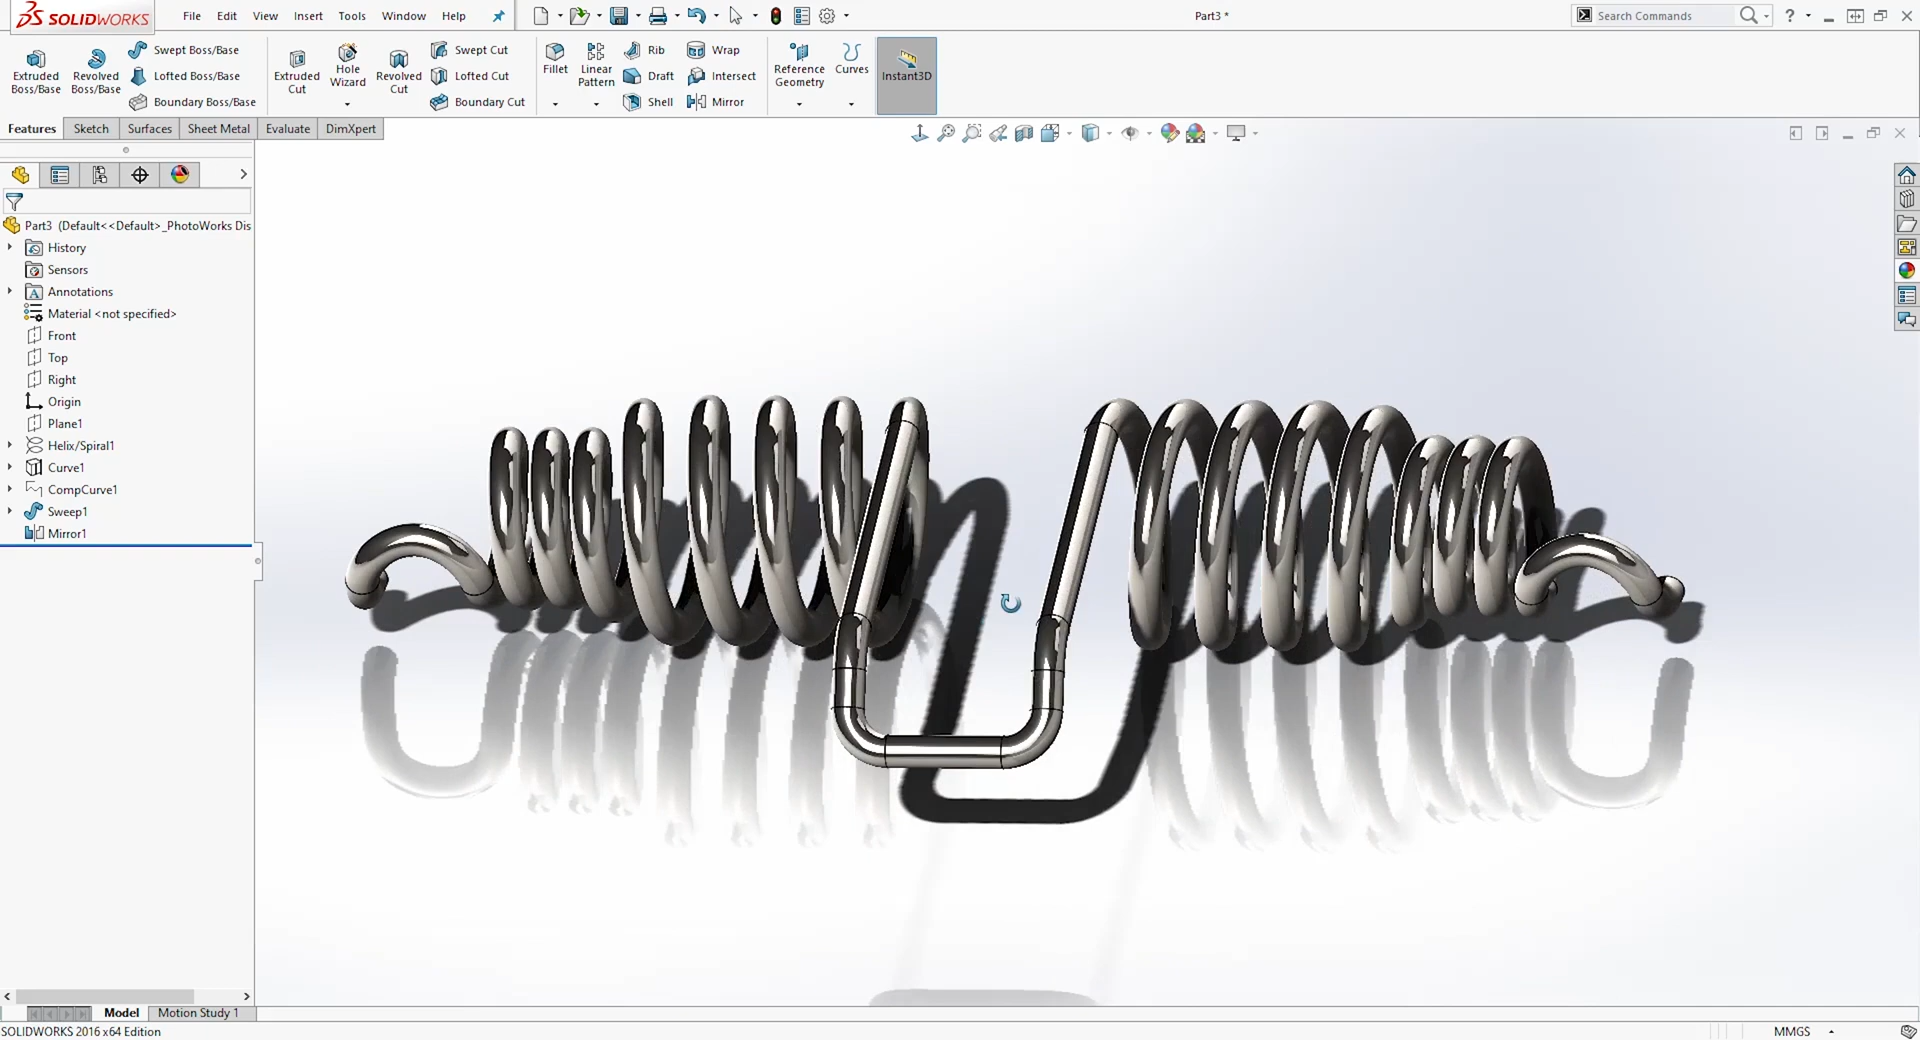 SOLIDWORKS File Edit View Insert Tools Window Help Part3 * Search Commands ?
Extruded Boss/Base Revolved Boss/Base Swept Boss/Base Lofted Boss/Base Boundary Boss/Base
Extruded Cut Hole Wizard Revolved Cut Swept Cut Lofted Cut Boundary Cut
Fillet Linear Pattern Rib Draft Shell Wrap Intersect Mirror
Reference Geometry Curves Instant3D
Features Sketch Surfaces Sheet Metal Evaluate DimXpert
Part3 (Default<<Default>_PhotoWorks Dis
History
Sensors
Annotations
Material <not specified>
Front
Top
Right
Origin
Plane1
Helix/Spiral1
Curve1
CompCurve1
Sweep1
Mirror1
Model Motion Study 1
SOLIDWORKS 2016 x64 Edition MMGS